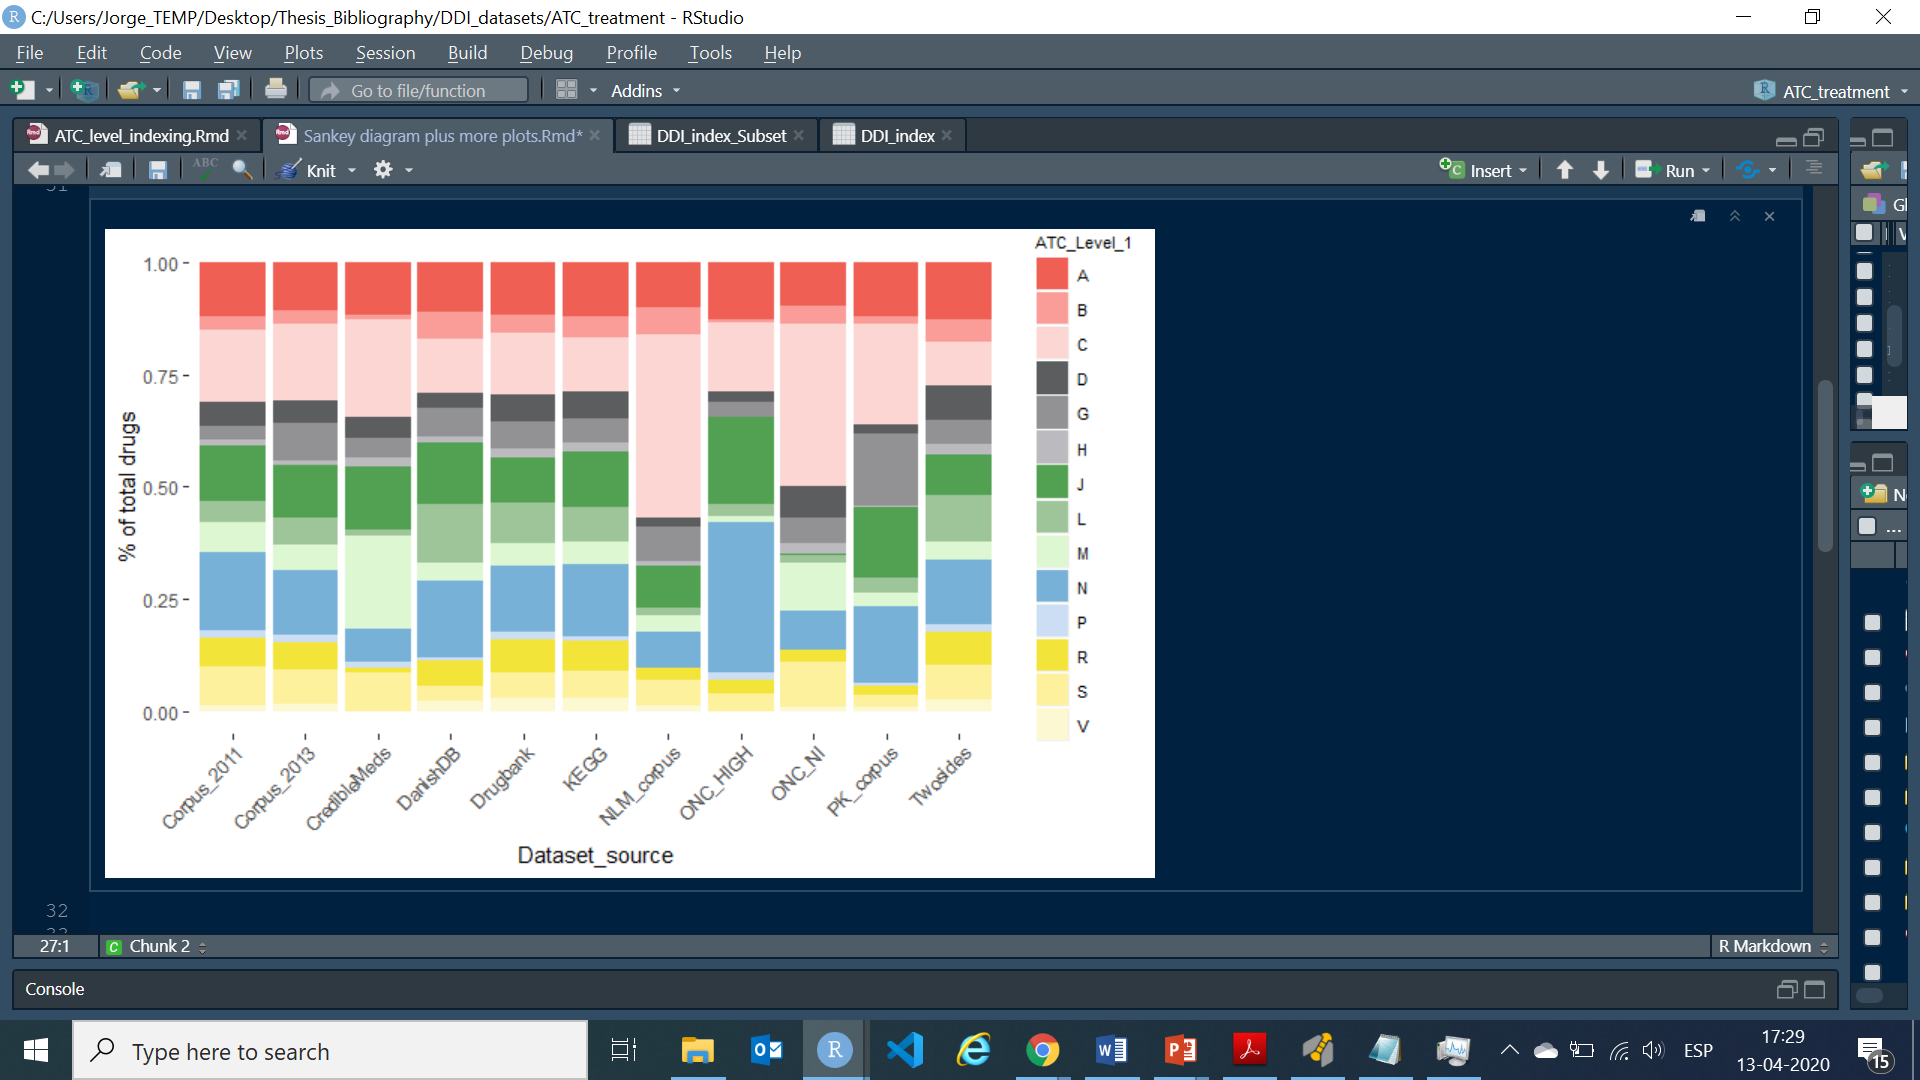 C:/Users/Jorge_TEMP/Desktop/Thesis_Bibliography/DDI_datasets/ATC_treatment - RStudio
File Edit Code View Plots Session Build Debug Profile Tools Help
Go to file/function Addins ATC_treatment
ATC_level_indexing.Rmd Sankey diagram plus more plots.Rmd* DDI_index_Subset DDI_index
ABC Knit Insert Run
31
ATC_Level_1
A
B
C
D
G
H
J
L
M
N
P
R
S
V
% of total drugs
1.00
0.75
0.50
0.25
0.00
Corpus_2011
Corpus_2013
CredibleMeds
DanishDB
Drugbank
KEGG
NLM_corpus
ONC_HIGH
ONC_NI
PK_corpus
Twosides
Dataset_source
32
27:1 Chunk 2 R Markdown
Console
Type here to search
ESP
17:29
13-04-2020
15